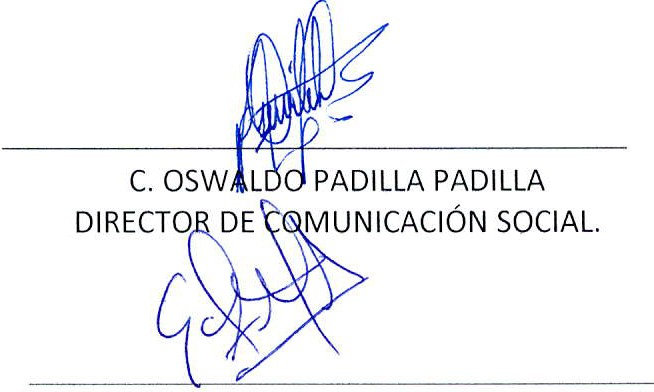 C. OSWALDO PADILLA PADILLA
DIRECTOR DE COMUNICACIÓN SOCIAL.